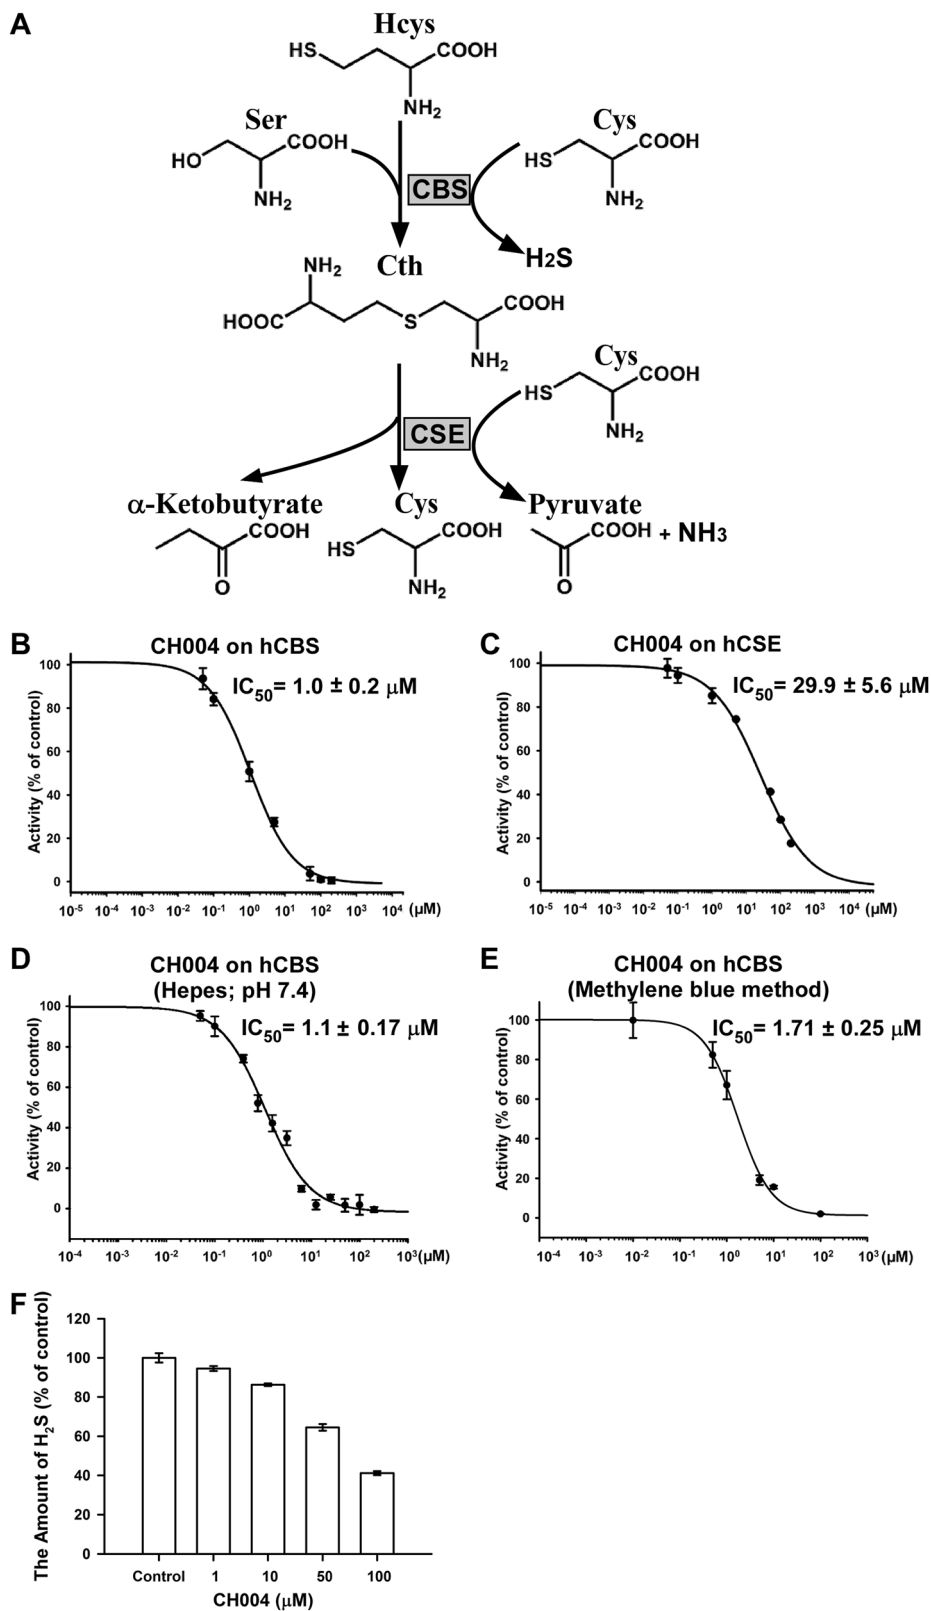 A
Hcys
HS
COOH
NH2
Ser
Cys
HO
COOH
NH2
HS
COOH
NH2
CBS
H2S
Cth
NH2
HOOC
S
COOH
NH2
Cys
HS
COOH
NH2
CSE
α-Ketobutyrate
Cys
Pyruvate
COOH
O
HS
COOH
NH2
COOH
O
+ NH3
B
CH004 on hCBS
IC50= 1.0 ± 0.2 μM
Activity (% of control)
100
80
60
40
20
0
10-5 10-4 10-3 10-2 10-1 100 101 102 103 104 (μM)
C
CH004 on hCSE
IC50= 29.9 ± 5.6 μM
Activity (% of control)
100
80
60
40
20
0
10-5 10-4 10-3 10-2 10-1 100 101 102 103 104 (μM)
D
CH004 on hCBS
(Hepes; pH 7.4)
IC50= 1.1 ± 0.17 μM
Activity (% of control)
100
80
60
40
20
0
10-4 10-3 10-2 10-1 100 101 102 103 (μM)
E
CH004 on hCBS
(Methylene blue method)
IC50= 1.71 ± 0.25 μM
Activity (% of control)
100
80
60
40
20
0
10-4 10-3 10-2 10-1 100 101 102 103 (μM)
F
The Amount of H2S (% of control)
120
100
80
60
40
20
0
Control 1 10 50 100
CH004 (μM)